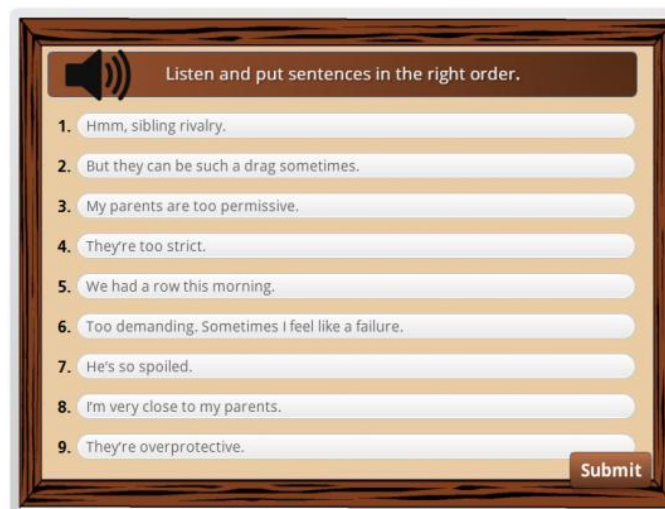 Listen and put sentences in the right order.
1. Hmm, sibling rivalry.
2. But they can be such a drag sometimes.
3. My parents are too permissive.
4. They're too strict.
5. We had a row this morning.
6. Too demanding. Sometimes I feel like a failure.
7. He's so spoiled.
8. I'm very close to my parents.
9. They're overprotective.
Submit